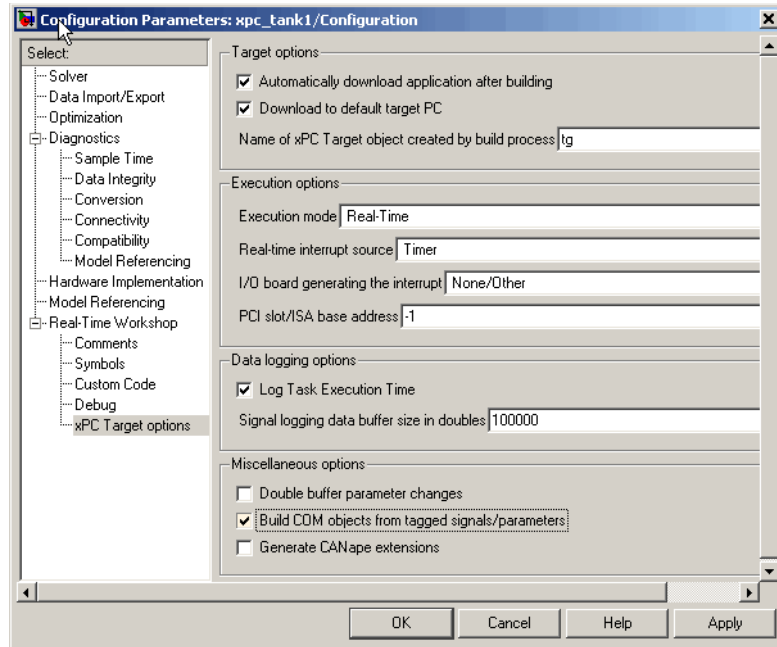 Configuration Parameters: xpc_tank1/Configuration
Select:
Solver
Data Import/Export
Optimization
Diagnostics
Sample Time
Data Integrity
Conversion
Connectivity
Compatibility
Model Referencing
Hardware Implementation
Model Referencing
Real-Time Workshop
Comments
Symbols
Custom Code
Debug
xPC Target options
Target options
Automatically download application after building
Download to default target PC
Name of xPC Target object created by build process tg
Execution options
Execution mode Real-Time
Real-time interrupt source Timer
I/O board generating the interrupt None/Other
PCI slot/ISA base address -1
Data logging options
Log Task Execution Time
Signal logging data buffer size in doubles 100000
Miscellaneous options
Double buffer parameter changes
Build COM objects from tagged signals/parameters
Generate CANape extensions
OK Cancel Help Apply